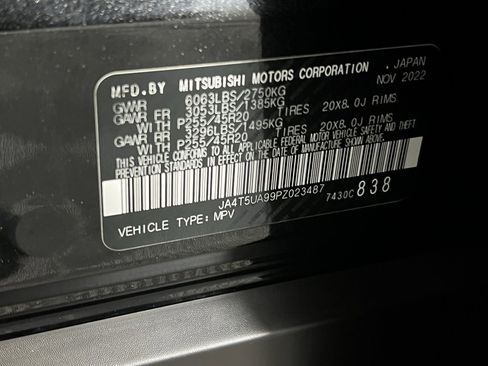 MFD.BY MITSUBISHI MOTORS CORPORATION . JAPAN
NOV 2022
GVWR 6063LBS/2750KG
GAWR FR 3053LBS/1385KG
WITH P255/45R20 TIRES 20X8.0J RIMS
GAWR RR 3296LBS/1495KG
WITH P255/45R20 TIRES 20X8.0J RIMS
THIS VEHICLE CONFORMS TO ALL APPLICABLE FEDERAL MOTOR VEHICLE SAFETY AND THEFT
PREVENTION STANDARDS IN EFFECT ON THE DATE OF MANUFACTURE SHOWN ABOVE.
JA4T5UA99PZ023487 7430C 838
VEHICLE TYPE: MPV